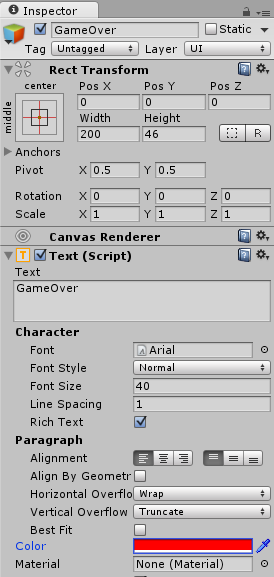 Inspector
GameOver Static
Tag Untagged Layer UI
Rect Transform
center Pos X Pos Y Pos Z
middle 0 0 0
Width Height
200 46 R
Anchors
Pivot X 0.5 Y 0.5
Rotation X 0 Y 0 Z 0
Scale X 1 Y 1 Z 1
Canvas Renderer
T Text (Script)
Text
GameOver
Character
Font Arial
Font Style Normal
Font Size 40
Line Spacing 1
Rich Text
Paragraph
Alignment
Align By Geometr
Horizontal Overflo Wrap
Vertical Overflow Truncate
Best Fit
Color
Material None (Material)